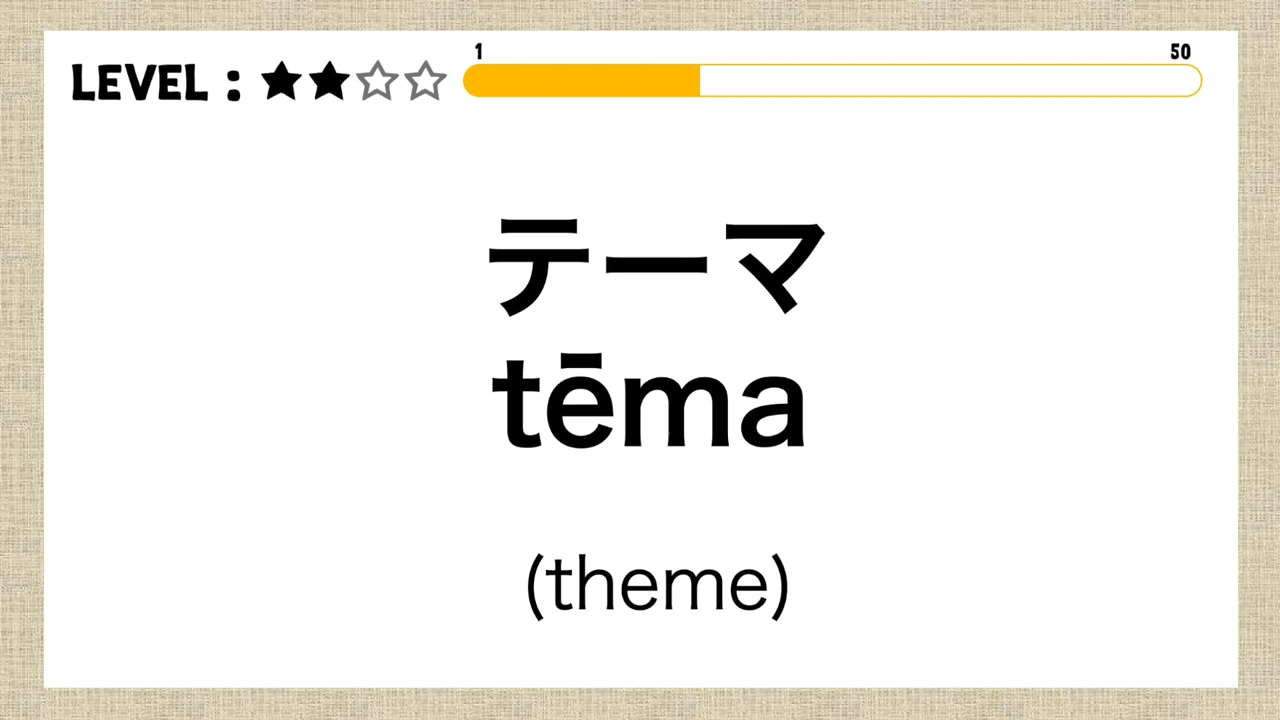 1 50
LEVEL : ★★☆☆
テーマ
tēma
(theme)